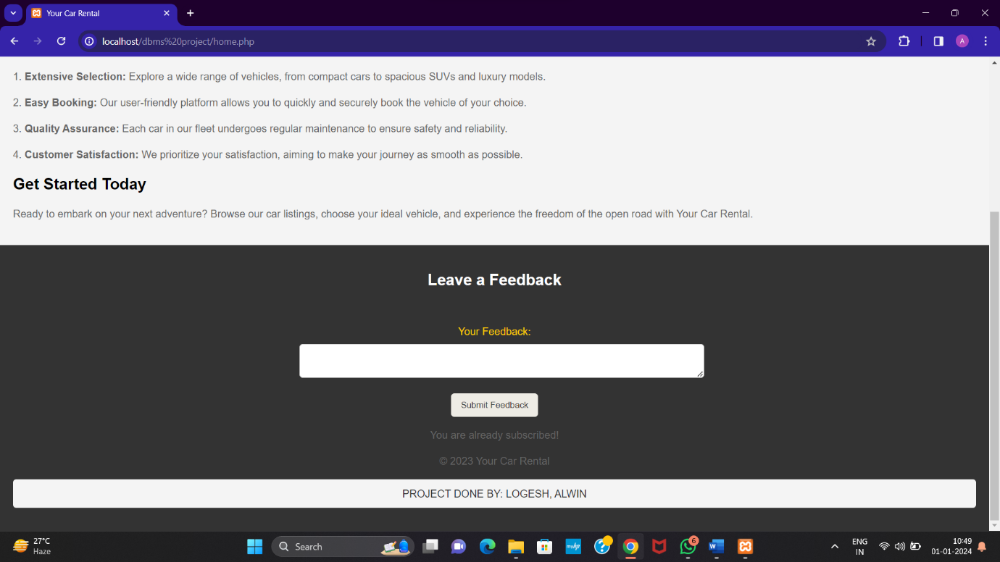 Your Car Rental
localhost/dbms%20project/home.php
A
1. Extensive Selection: Explore a wide range of vehicles, from compact cars to spacious SUVs and luxury models.
2. Easy Booking: Our user-friendly platform allows you to quickly and securely book the vehicle of your choice.
3. Quality Assurance: Each car in our fleet undergoes regular maintenance to ensure safety and reliability.
4. Customer Satisfaction: We prioritize your satisfaction, aiming to make your journey as smooth as possible.
Get Started Today
Ready to embark on your next adventure? Browse our car listings, choose your ideal vehicle, and experience the freedom of the open road with Your Car Rental.
Leave a Feedback
Your Feedback:
Submit Feedback
You are already subscribed!
© 2023 Your Car Rental
PROJECT DONE BY: LOGESH, ALWIN
27°C
Haze
Search
myhp
6
W
ENG
IN
10:49
01-01-2024